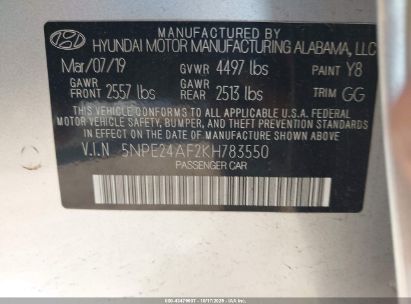 MANUFACTURED BY
HYUNDAI MOTOR MANUFACTURING ALABAMA, LLC
Mar/07/19 GVWR 4497 lbs PAINT Y8
GAWR FRONT 2557 lbs GAWR REAR 2513 lbs TRIM GG
THIS VEHICLE CONFORMS TO ALL APPLICABLE U.S. FEDERAL
MOTOR VEHICLE SAFETY, BUMPER, AND THEFT PREVENTION
STANDARDS IN EFFECT ON THE DATE OF MANUFACTURE SHOWN ABOVE.
V.I.N 5NPE24AF2KH783550
PASSENGER CAR